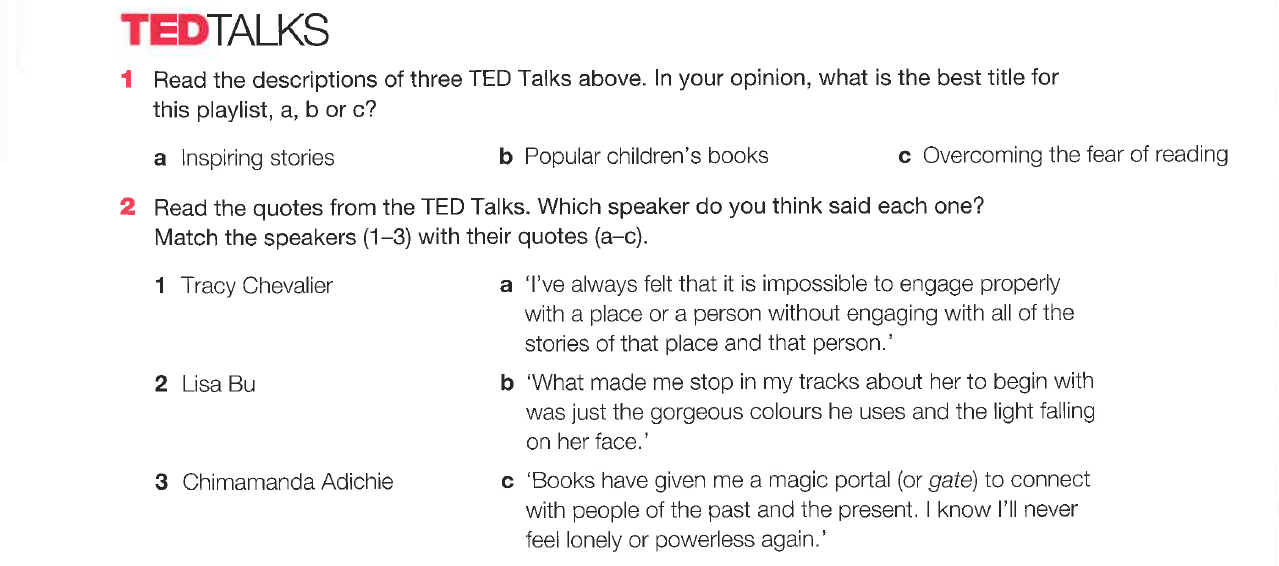 TEDTALKS
1 Read the descriptions of three TED Talks above. In your opinion, what is the best title for
this playlist, a, b or c?
a Inspiring stories b Popular children's books c Overcoming the fear of reading
2 Read the quotes from the TED Talks. Which speaker do you think said each one?
Match the speakers (1–3) with their quotes (a–c).
1 Tracy Chevalier
2 Lisa Bu
3 Chimamanda Adichie
a 'I've always felt that it is impossible to engage properly
with a place or a person without engaging with all of the
stories of that place and that person.'
b 'What made me stop in my tracks about her to begin with
was just the gorgeous colours he uses and the light falling
on her face.'
c 'Books have given me a magic portal (or gate) to connect
with people of the past and the present. I know I'll never
feel lonely or powerless again.'